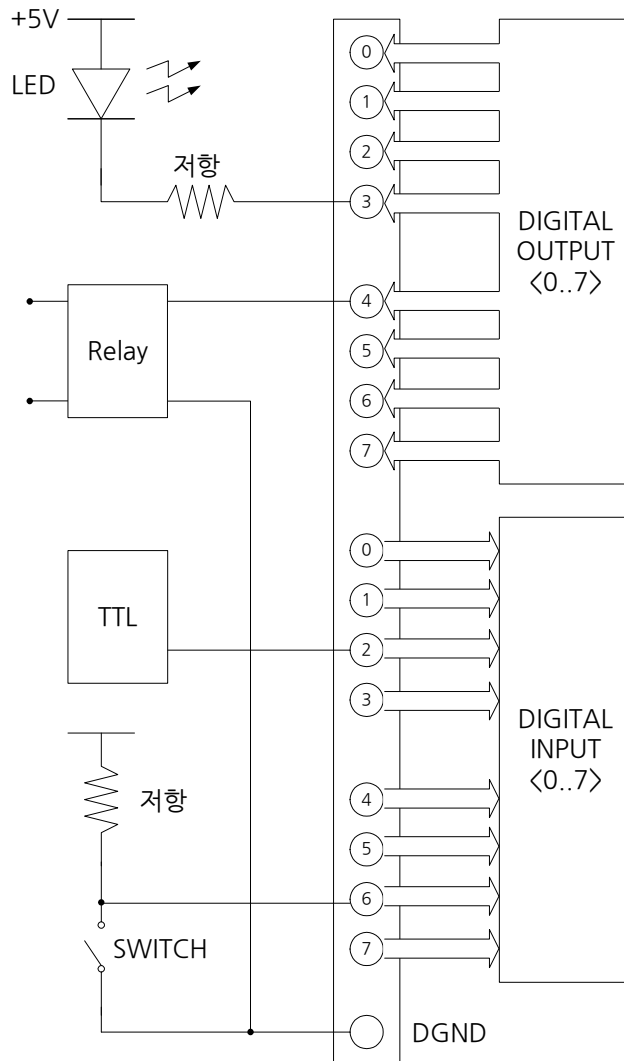 +5V
LED
저항
0
1
2
3
DIGITAL
OUTPUT
<0..7>
Relay
4
5
6
7
TTL
0
1
2
3
DIGITAL
INPUT
<0..7>
저항
4
5
6
7
SWITCH
DGND